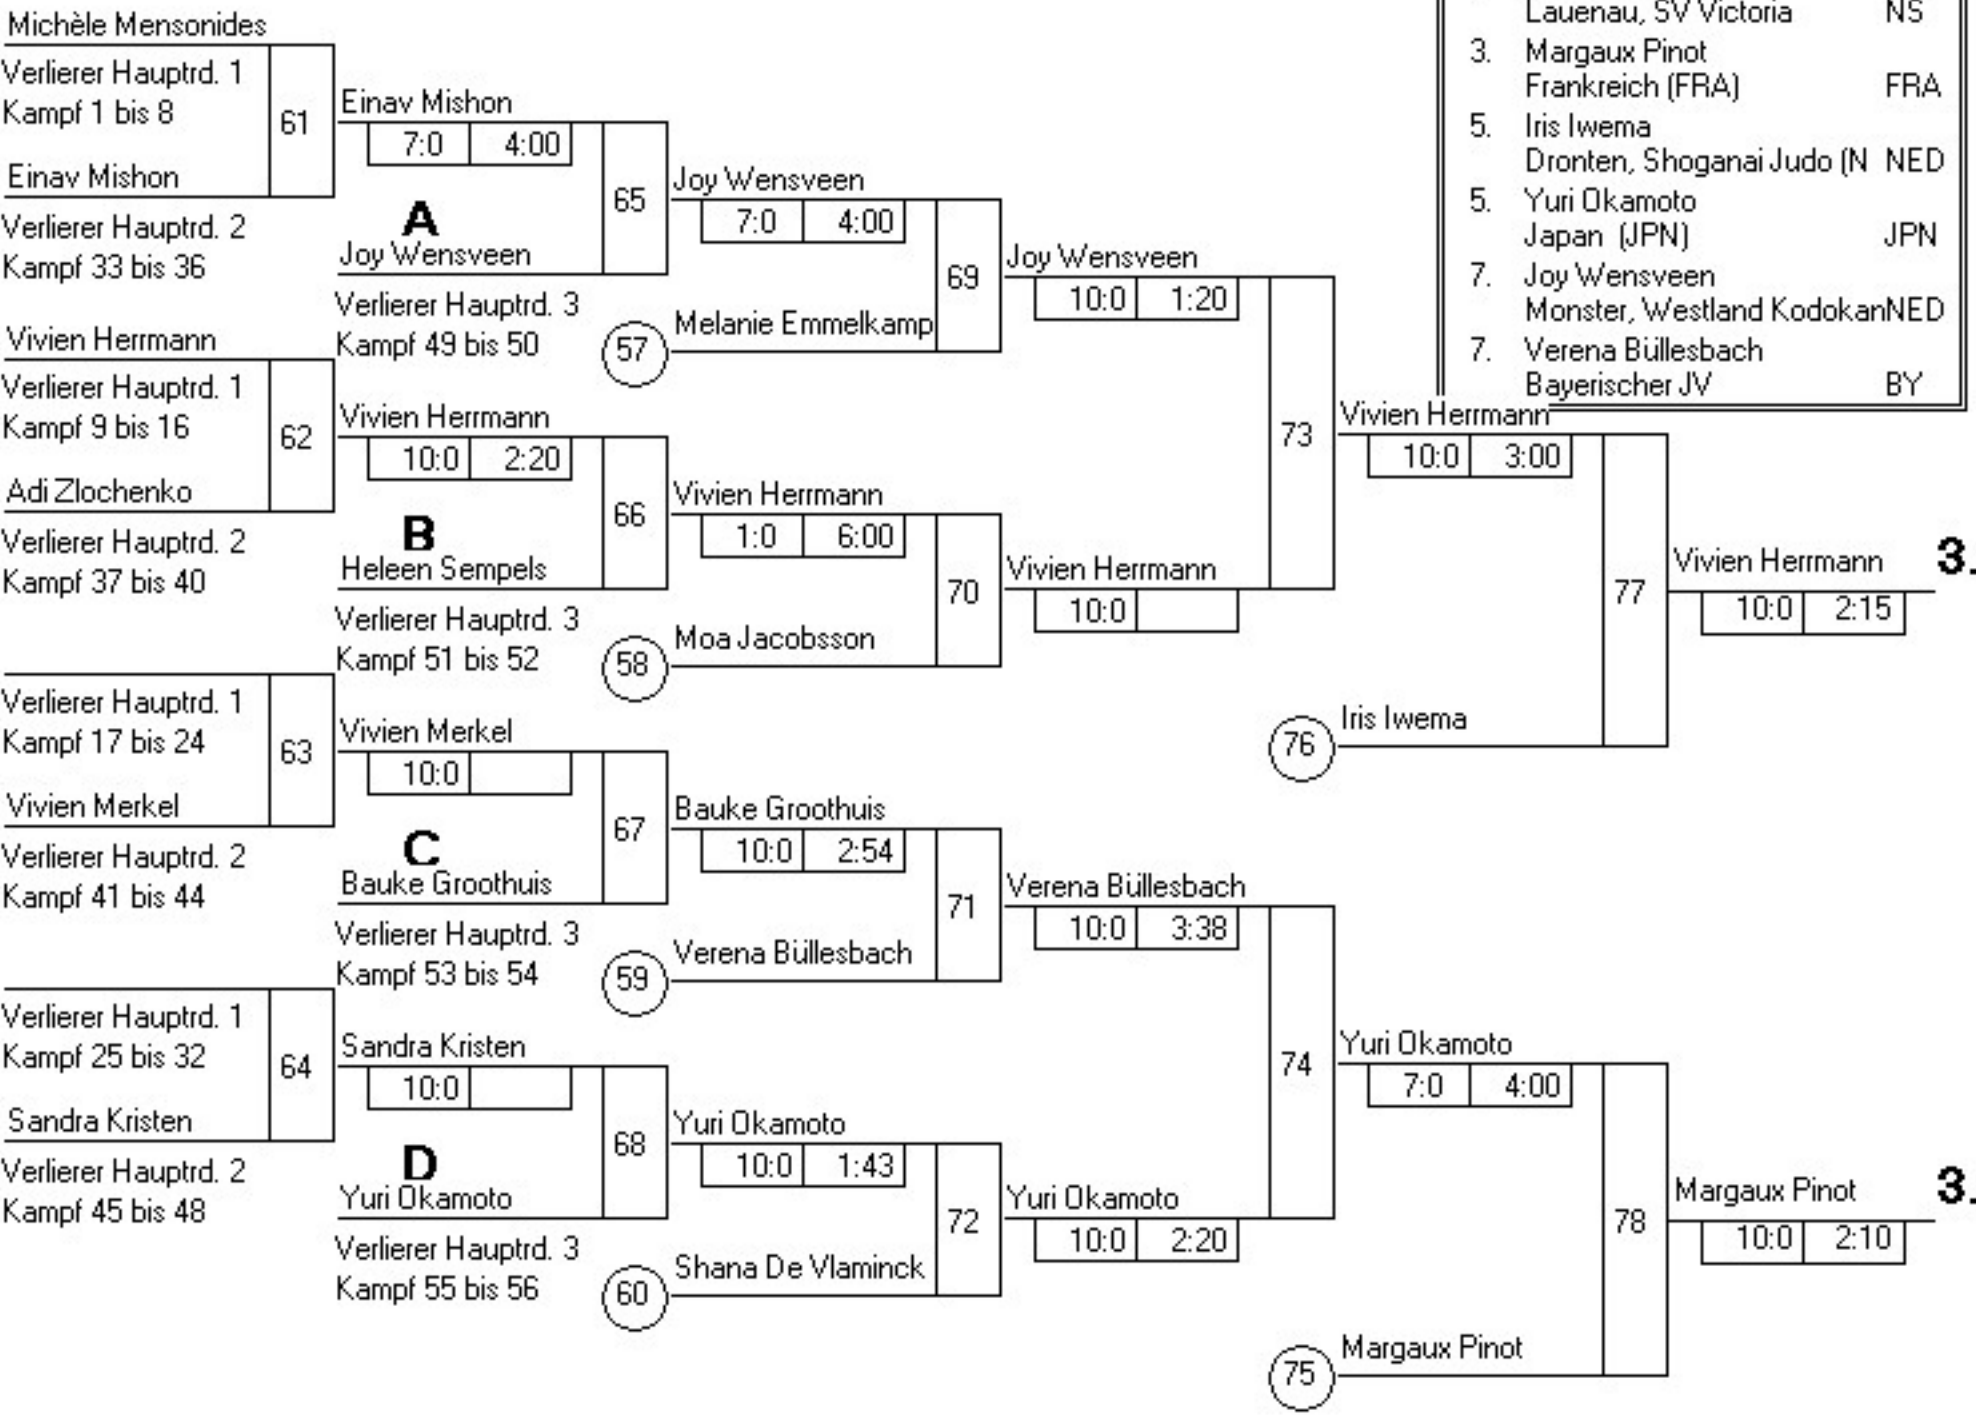 Michèle Mensonides
Verlierer Hauptrd. 1
Kampf 1 bis 8
61
Einav Mishon
Verlierer Hauptrd. 2
Kampf 33 bis 36
Vivien Herrmann
Verlierer Hauptrd. 1
Kampf 9 bis 16
62
Adi Zlochenko
Verlierer Hauptrd. 2
Kampf 37 bis 40
Verlierer Hauptrd. 1
Kampf 17 bis 24
63
Vivien Merkel
Verlierer Hauptrd. 2
Kampf 41 bis 44
Verlierer Hauptrd. 1
Kampf 25 bis 32
64
Sandra Kristen
Verlierer Hauptrd. 2
Kampf 45 bis 48
Einav Mishon
7:0 4:00
A
65
Joy Wensveen
Verlierer Hauptrd. 3
Kampf 49 bis 50
Vivien Herrmann
10:0 2:20
B
66
Heleen Sempels
Verlierer Hauptrd. 3
Kampf 51 bis 52
Vivien Merkel
10:0
C
67
Bauke Groothuis
Verlierer Hauptrd. 3
Kampf 53 bis 54
Sandra Kristen
10:0
D
68
Yuri Okamoto
Verlierer Hauptrd. 3
Kampf 55 bis 56
Joy Wensveen
7:0 4:00
69
57 Melanie Emmelkamp
Vivien Herrmann
1:0 6:00
70
58 Moa Jacobsson
Bauke Groothuis
10:0 2:54
71
59 Verena Büllesbach
Yuri Okamoto
10:0 1:43
72
60 Shana De Vlaminck
Joy Wensveen
10:0 1:20
73
Vivien Herrmann
10:0
Verena Büllesbach
10:0 3:38
74
Yuri Okamoto
10:0 2:20
Vivien Herrmann
10:0 3:00
77
76 Iris Iwema
Yuri Okamoto
7:0 4:00
78
75 Margaux Pinot
Vivien Herrmann 3.
10:0 2:15
Margaux Pinot 3.
10:0 2:10
Lauenau, SV Victoria NS
3. Margaux Pinot
Frankreich (FRA) FRA
5. Iris Iwema
Dronten, Shoganai Judo (N NED
5. Yuri Okamoto
Japan (JPN) JPN
7. Joy Wensveen
Monster, Westland KodokanNED
7. Verena Büllesbach
Bayerischer JV BY